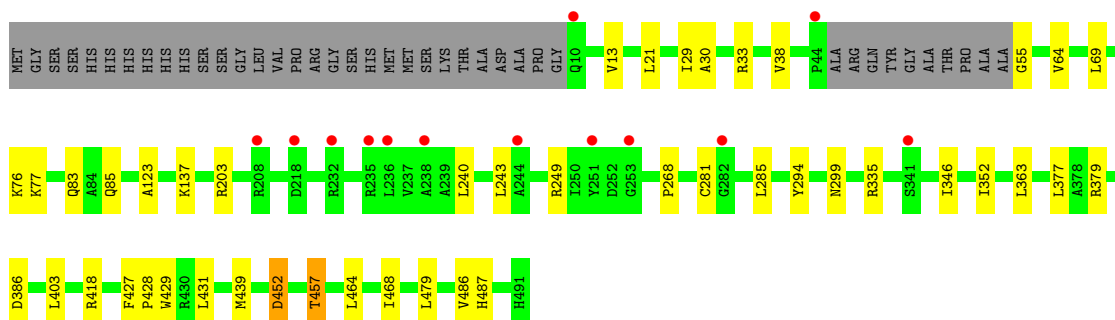 MET GLY SER SER HIS HIS HIS HIS HIS HIS SER SER GLY LEU VAL PRO ARG GLY SER HIS MET MET SER LYS THR ALA ASP ALA PRO GLY Q10 V13 L21 I29 A30 R33 V38 P44 ALA ARG GLN TYR GLY ALA THR PRO ALA ALA G55 V64 L69
K76 K77 Q83 A84 Q85 A123 K137 R203 R208 D218 R232 R235 L236 V237 A238 A239 L240 L243 A244 R249 I250 Y251 D252 G253 P268 C281 G282 L285 Y294 N299 R335 S341 I346 I352 L363 L377 A378 R379
D386 L403 R418 F427 P428 W429 R430 L431 M439 D452 T457 L464 I468 L479 V486 H487 H491